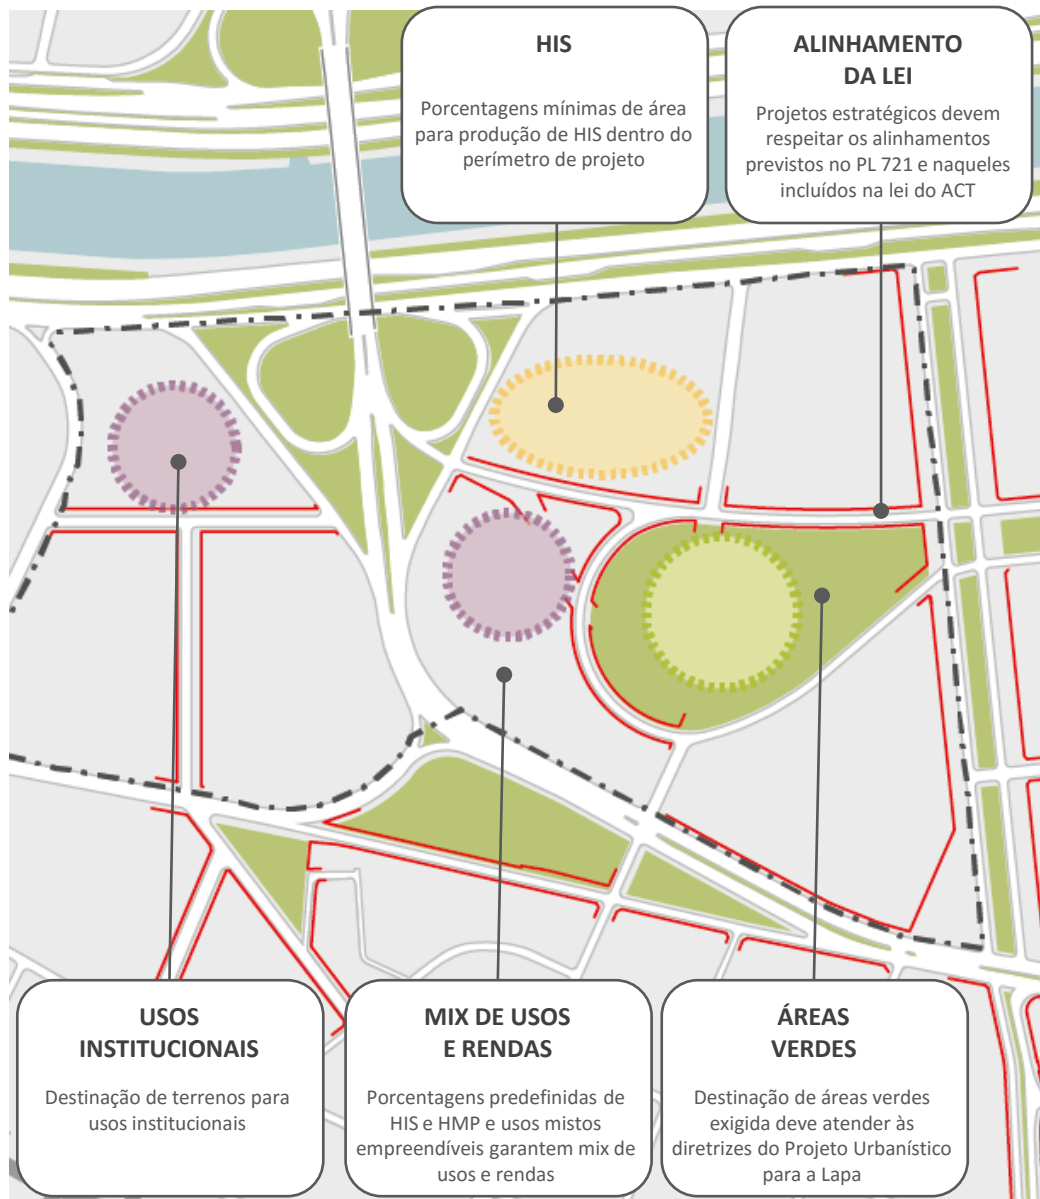 HIS
Porcentagens mínimas de área
para produção de HIS dentro do
perímetro de projeto
ALINHAMENTO
DA LEI
Projetos estratégicos devem
respeitar os alinhamentos
previstos no PL 721 e naqueles
incluídos na lei do ACT
USOS
INSTITUCIONAIS
Destinação de terrenos para
usos institucionais
MIX DE USOS
E RENDAS
Porcentagens predefinidas de
HIS e HMP e usos mistos
empreendíveis garantem mix de
usos e rendas
ÁREAS
VERDES
Destinação de áreas verdes
exigida deve atender às
diretrizes do Projeto Urbanístico
para a Lapa